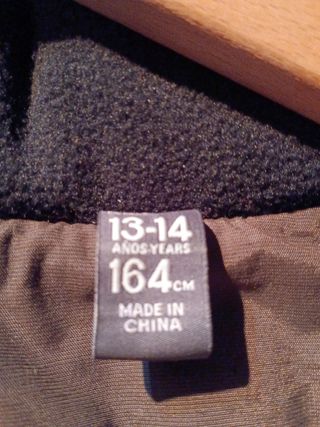 13-14
AÑOS-YEARS
164CM
MADE IN
CHINA